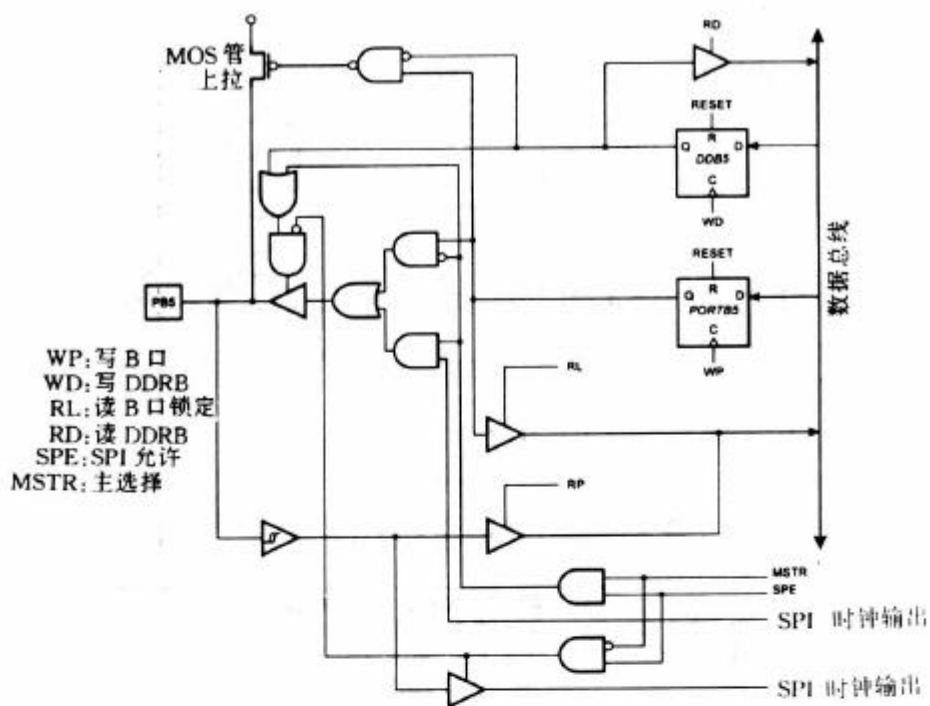 MOS 管
上拉
RD
RESET
R
Q
D
DDB5
C
WD
RESET
R
Q
D
PORTB5
C
WP
数据总线
PB5
WP:写 B 口
WD:写 DDRB
RL:读 B 口锁定
RD:读 DDRB
SPE:SPI 允许
MSTR:主选择
RL
RP
MSTR
SPE
SPI 时钟输出
SPI 时钟输出